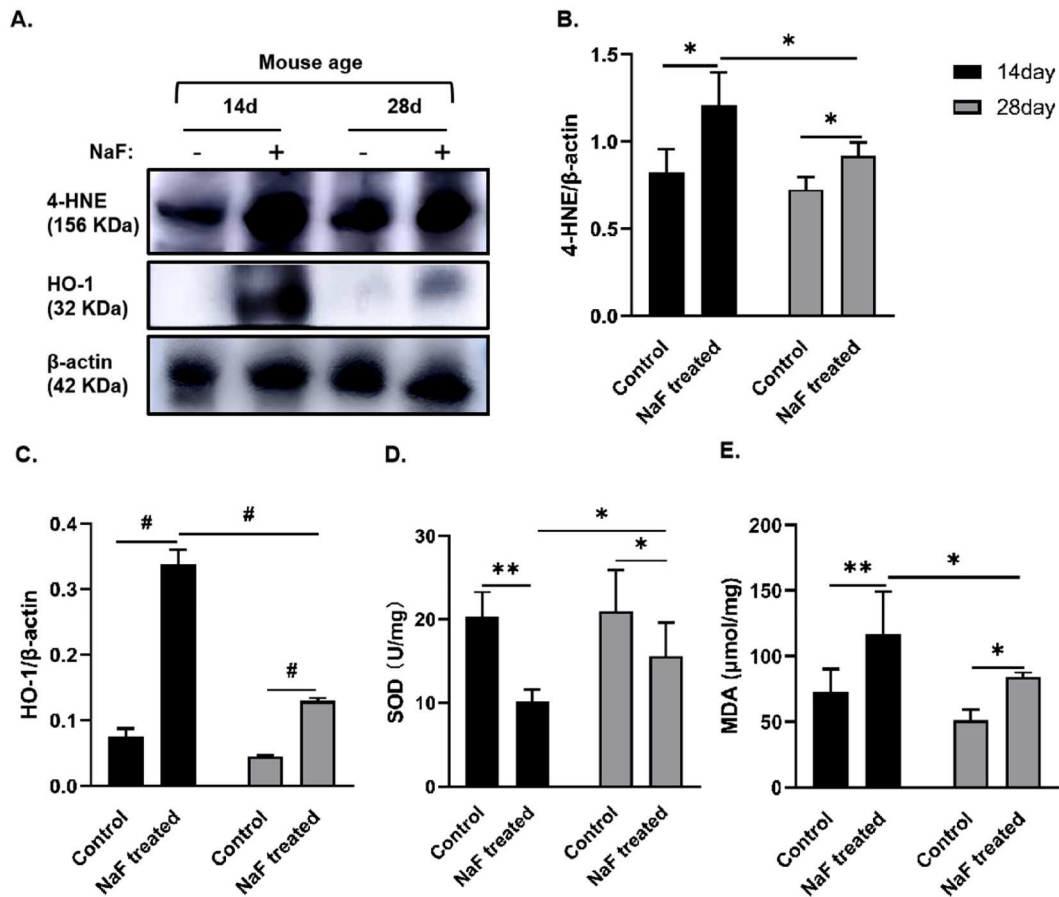 A.
Mouse age
14d 28d
NaF: - + - +
4-HNE
(156 KDa)
HO-1
(32 KDa)
β-actin
(42 KDa)
B.
4-HNE/β-actin
1.5
1.0
0.5
0.0
* * *
Control
NaF treated
Control
NaF treated
14day
28day
C.
HO-1/β-actin
0.4
0.3
0.2
0.1
0.0
# # #
Control
NaF treated
Control
NaF treated
D.
SOD (U/mg)
30
20
10
0
** * *
Control
NaF treated
Control
NaF treated
E.
MDA (μmol/mg)
200
150
100
50
0
** * *
Control
NaF treated
Control
NaF treated